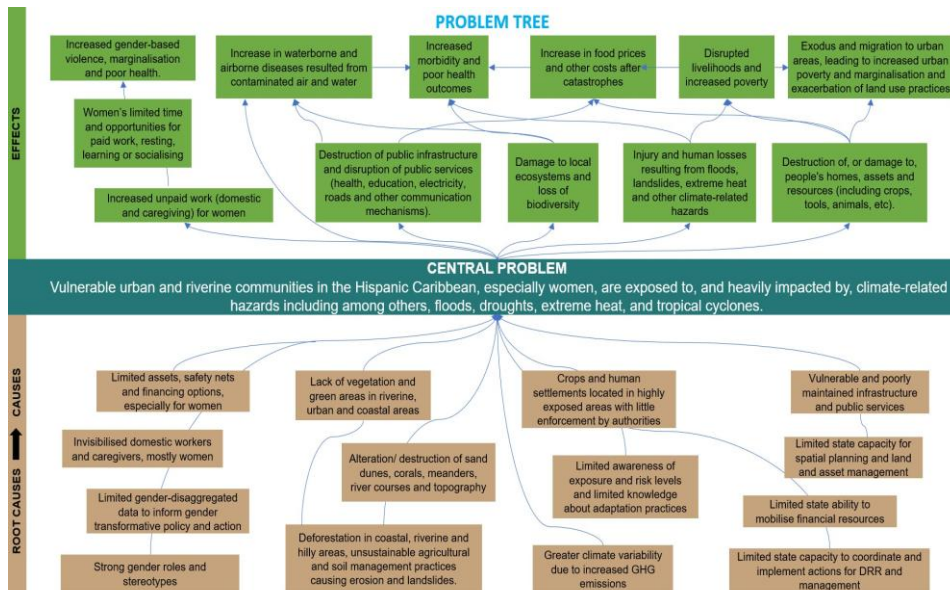 PROBLEM TREE
EFFECTS
Increased gender-based
violence, marginalisation
and poor health.
Increase in waterborne and
airborne diseases resulted from
contaminated air and water
Increased
morbidity and
poor health
outcomes
Increase in food prices
and other costs after
catastrophes
Disrupted
livelihoods and
increased poverty
Exodus and migration to urban
areas, leading to increased urban
poverty and marginalisation and
exacerbation of land use practices
Women's limited time
and opportunities for
paid work, resting,
learning or socialising
Increased unpaid work (domestic
and caregiving) for women
Destruction of public infrastructure
and disruption of public services
(health, education, electricity,
roads and other communication
mechanisms).
Damage to local
ecosystems and
loss of
biodiversity
Injury and human losses
resulting from floods,
landslides, extreme heat
and other climate-related
hazards
Destruction of, or damage to,
people's homes, assets and
resources (including crops,
tools, animals, etc).
CENTRAL PROBLEM
Vulnerable urban and riverine communities in the Hispanic Caribbean, especially women, are exposed to, and heavily impacted by, climate-related
hazards including among others, floods, droughts, extreme heat, and tropical cyclones.
ROOT CAUSES
CAUSES
Limited assets, safety nets
and financing options,
especially for women
Lack of vegetation and
green areas in riverine,
urban and coastal areas
Crops and human
settlements located in highly
exposed areas with little
enforcement by authorities
Vulnerable and poorly
maintained infrastructure
and public services
Invisibilised domestic workers
and caregivers, mostly women
Alteration/ destruction of sand
dunes, corals, meanders,
river courses and topography
Limited awareness of
exposure and risk levels
and limited knowledge
about adaptation practices
Limited state capacity for
spatial planning and land
and asset management
Limited gender-disaggregated
data to inform gender
transformative policy and action
Limited state ability to
mobilise financial resources
Strong gender roles and
stereotypes
Deforestation in coastal, riverine and
hilly areas, unsustainable agricultural
and soil management practices
causing erosion and landslides.
Greater climate variability
due to increased GHG
emissions
Limited state capacity to coordinate and
implement actions for DRR and
management